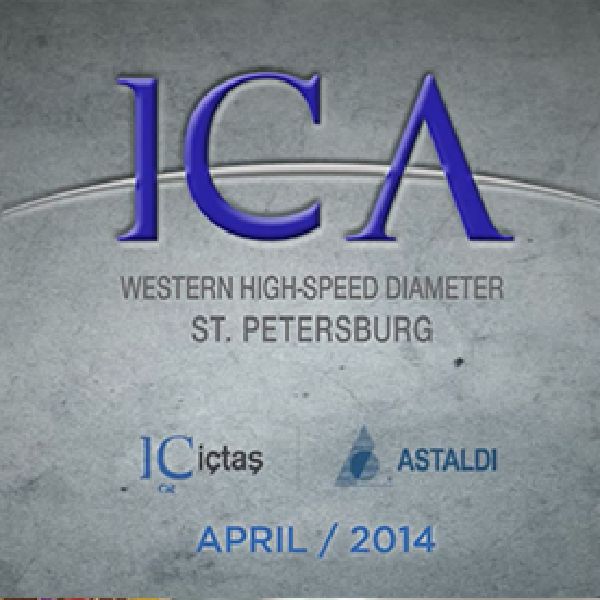 ICA
WESTERN HIGH-SPEED DIAMETER
ST. PETERSBURG
IC içtaş ASTALDI
APRIL / 2014